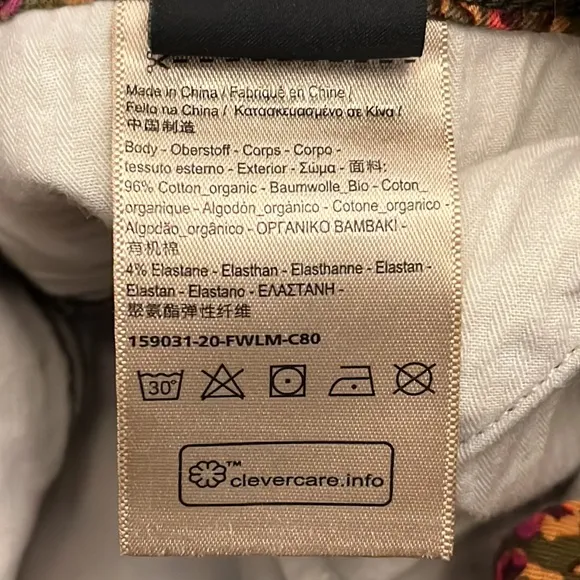 Made in China / Fabriqué en Chine /
Feito na China / Κατασκευασμένο σε Κίνα /
中国制造
Body - Oberstoff - Corps - Corpo -
tessuto esterno - Exterior - Σωμα - 面料:
96% Cotton_organic - Baumwolle_Bio - Coton_
organique - Algodón_orgánico - Cotone_organico -
Algodão_orgânico - ΟΡΓΑΝΙΚΟ ΒΑΜΒΑΚΙ -
有机棉
4% Elastane - Elasthan - Elasthanne - Elastan -
Elastan - Elastano - ΕΛΑΣΤΑΝΗ -
聚氨酯弹性纤维
159031-20-FWLM-C80
30°
™ clevercare.info